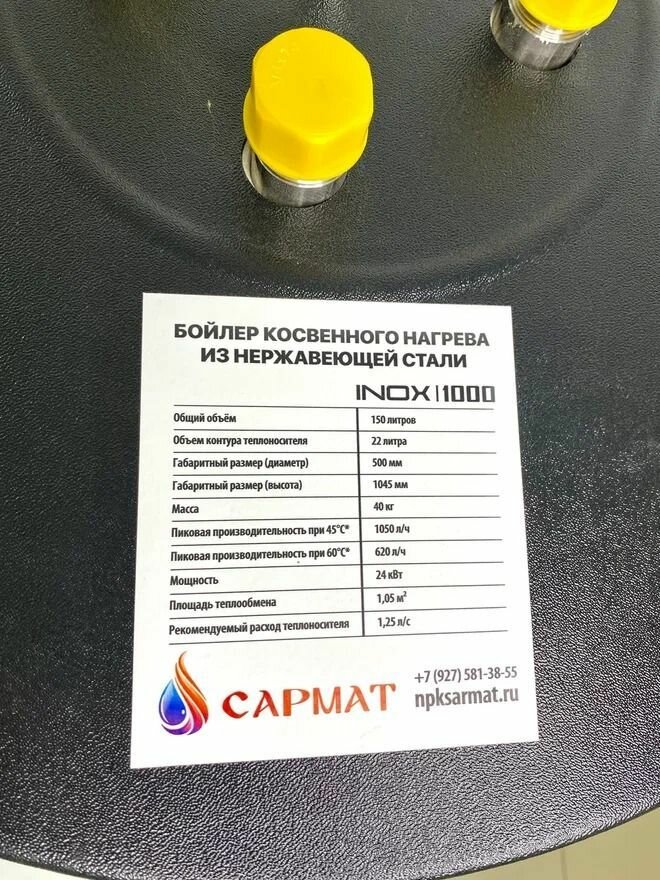 БОЙЛЕР КОСВЕННОГО НАГРЕВА
ИЗ НЕРЖАВЕЮЩЕЙ СТАЛИ
INOX|1000
Общий объём 150 литров
Объем контура теплоносителя 22 литра
Габаритный размер (диаметр) 500 мм
Габаритный размер (высота) 1045 мм
Масса 40 кг
Пиковая производительность при 45°С* 1050 л/ч
Пиковая производительность при 60°С* 620 л/ч
Мощность 24 кВт
Площадь теплообмена 1,05 м²
Рекомендуемый расход теплоносителя 1,25 л/с
САРМАТ
+7 (927) 581-38-55
npksarmat.ru